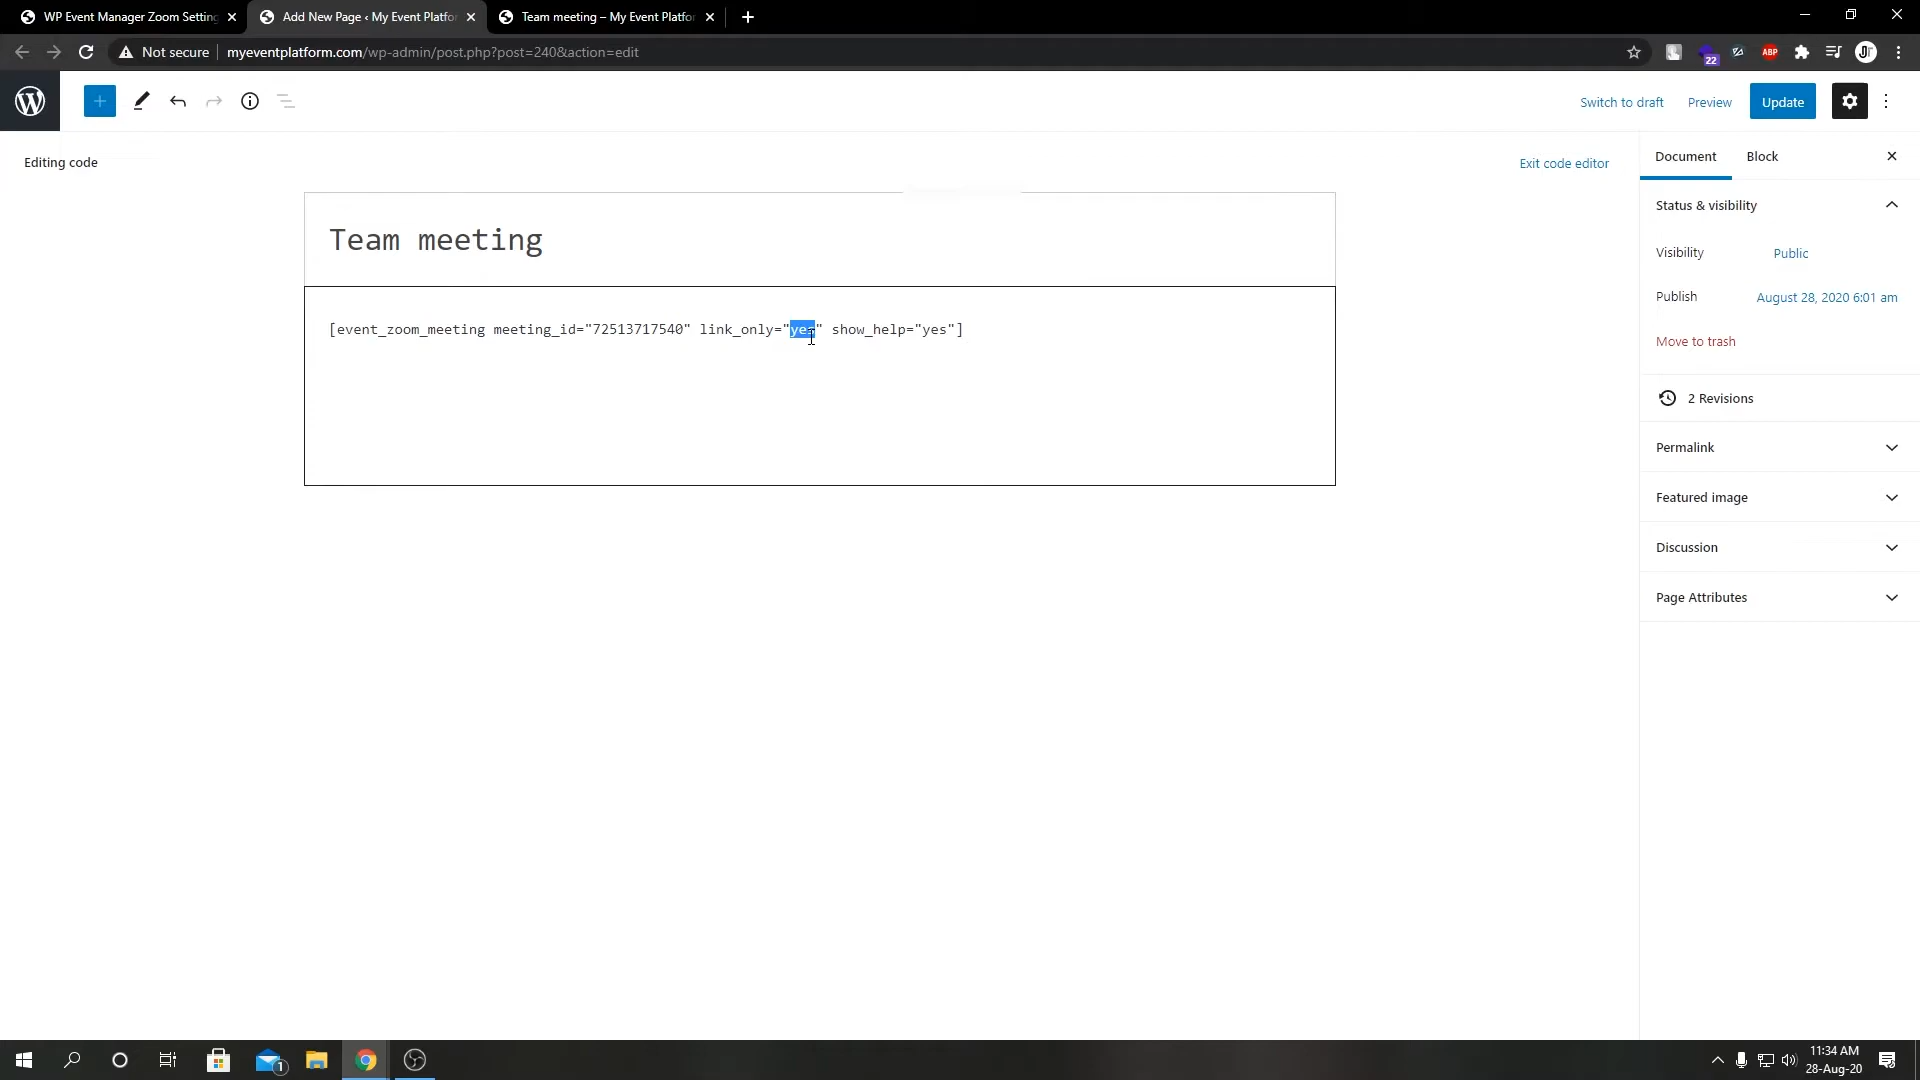 WP Event Manager Zoom Setting
Add New Page ‹ My Event Platfor
Team meeting – My Event Platfor
Not secure
myeventplatform.com/wp-admin/post.php?post=240&action=edit
22
ABP
Switch to draft
Preview
Update
Editing code
Exit code editor
Document
Block
Team meeting
Status & visibility
Visibility
Public
[event_zoom_meeting meeting_id="72513717540" link_only="yes" show_help="yes"]
Publish
August 28, 2020 6:01 am
Move to trash
2 Revisions
Permalink
Featured image
Discussion
Page Attributes
1
11:34 AM
28-Aug-20